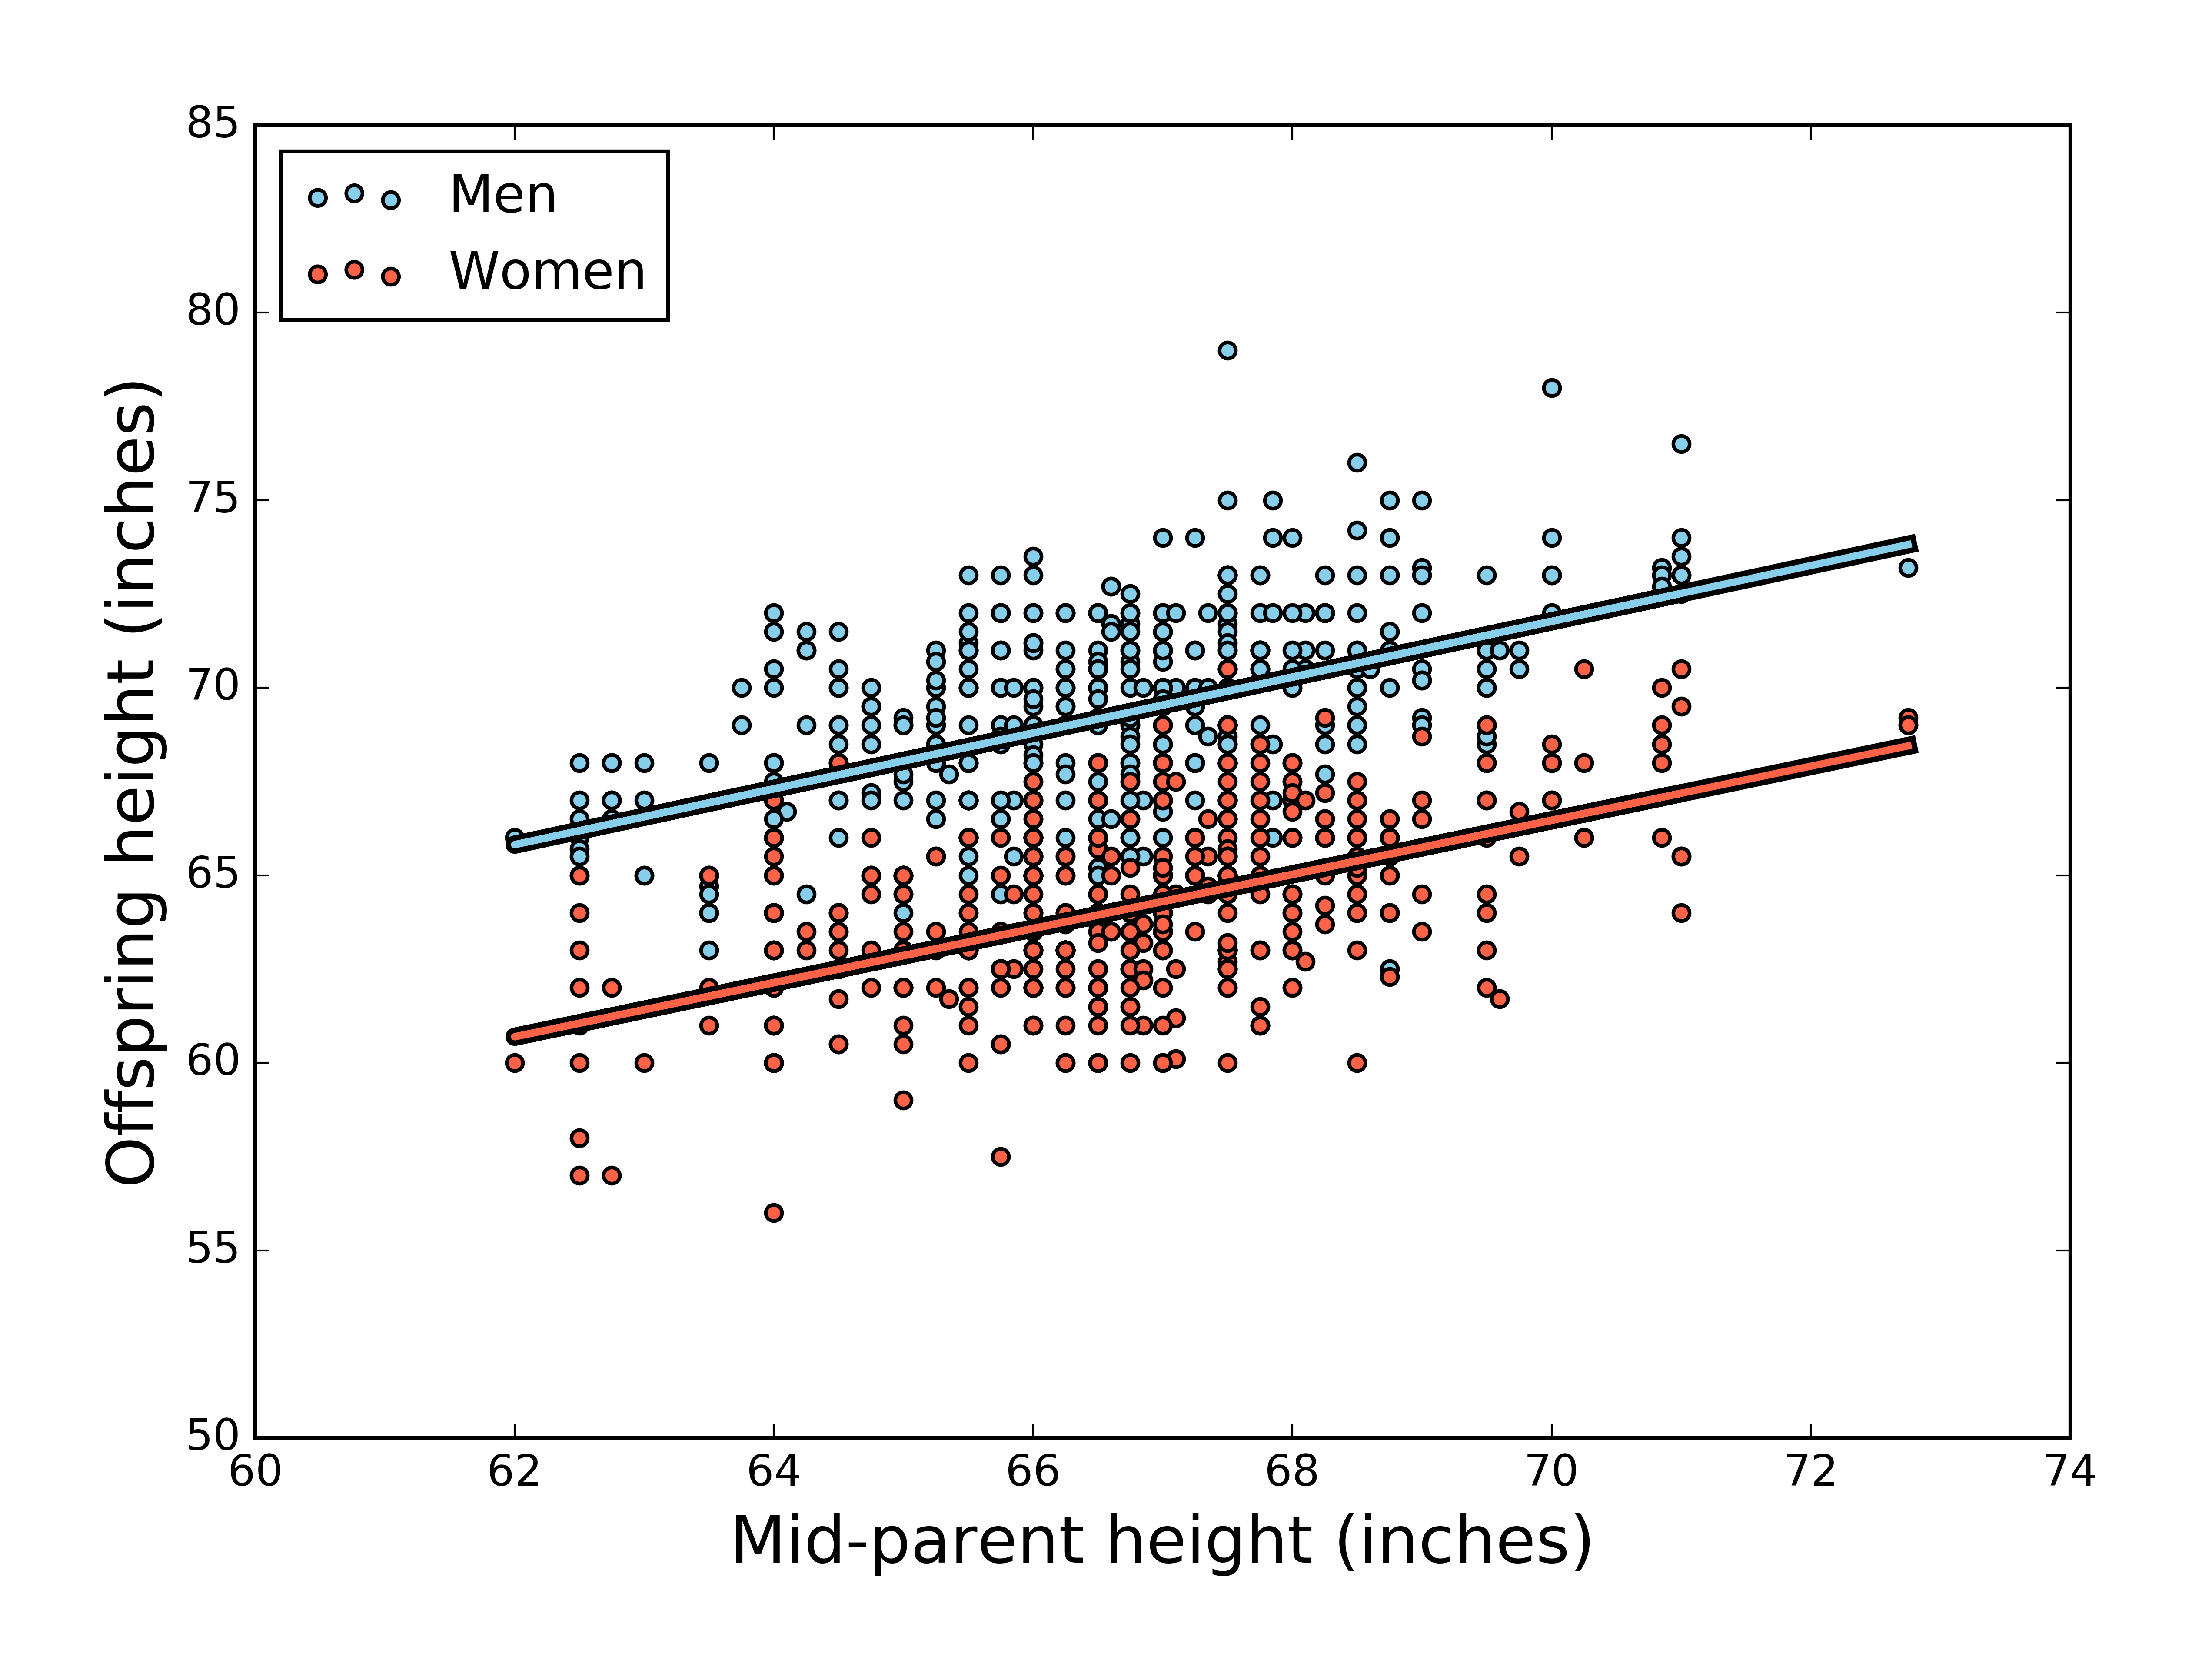 85
80
75
70
65
60
55
50
Offspring height (inches)
Men
Women
60 62 64 66 68 70 72 74
Mid-parent height (inches)